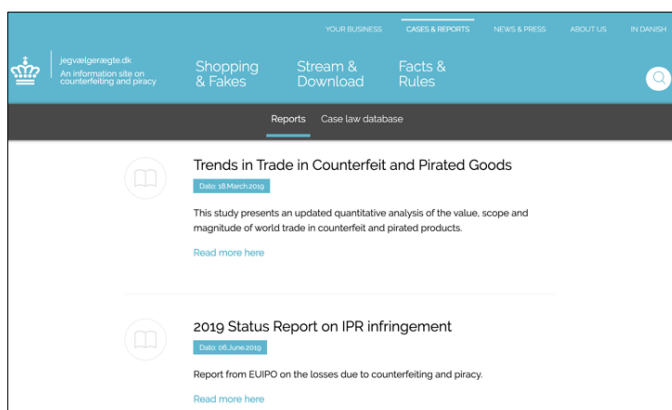 YOUR BUSINESS CASES & REPORTS NEWS & PRESS ABOUT US IN DANISH
jegvælgerægte.dk
An information site on
counterfeiting and piracy
Shopping
& Fakes
Stream &
Download
Facts &
Rules
Reports Case law database
Trends in Trade in Counterfeit and Pirated Goods
Dato: 18.March.2019
This study presents an updated quantitative analysis of the value, scope and
magnitude of world trade in counterfeit and pirated products.
Read more here
2019 Status Report on IPR infringement
Dato: 06.June.2019
Report from EUIPO on the losses due to counterfeiting and piracy.
Read more here